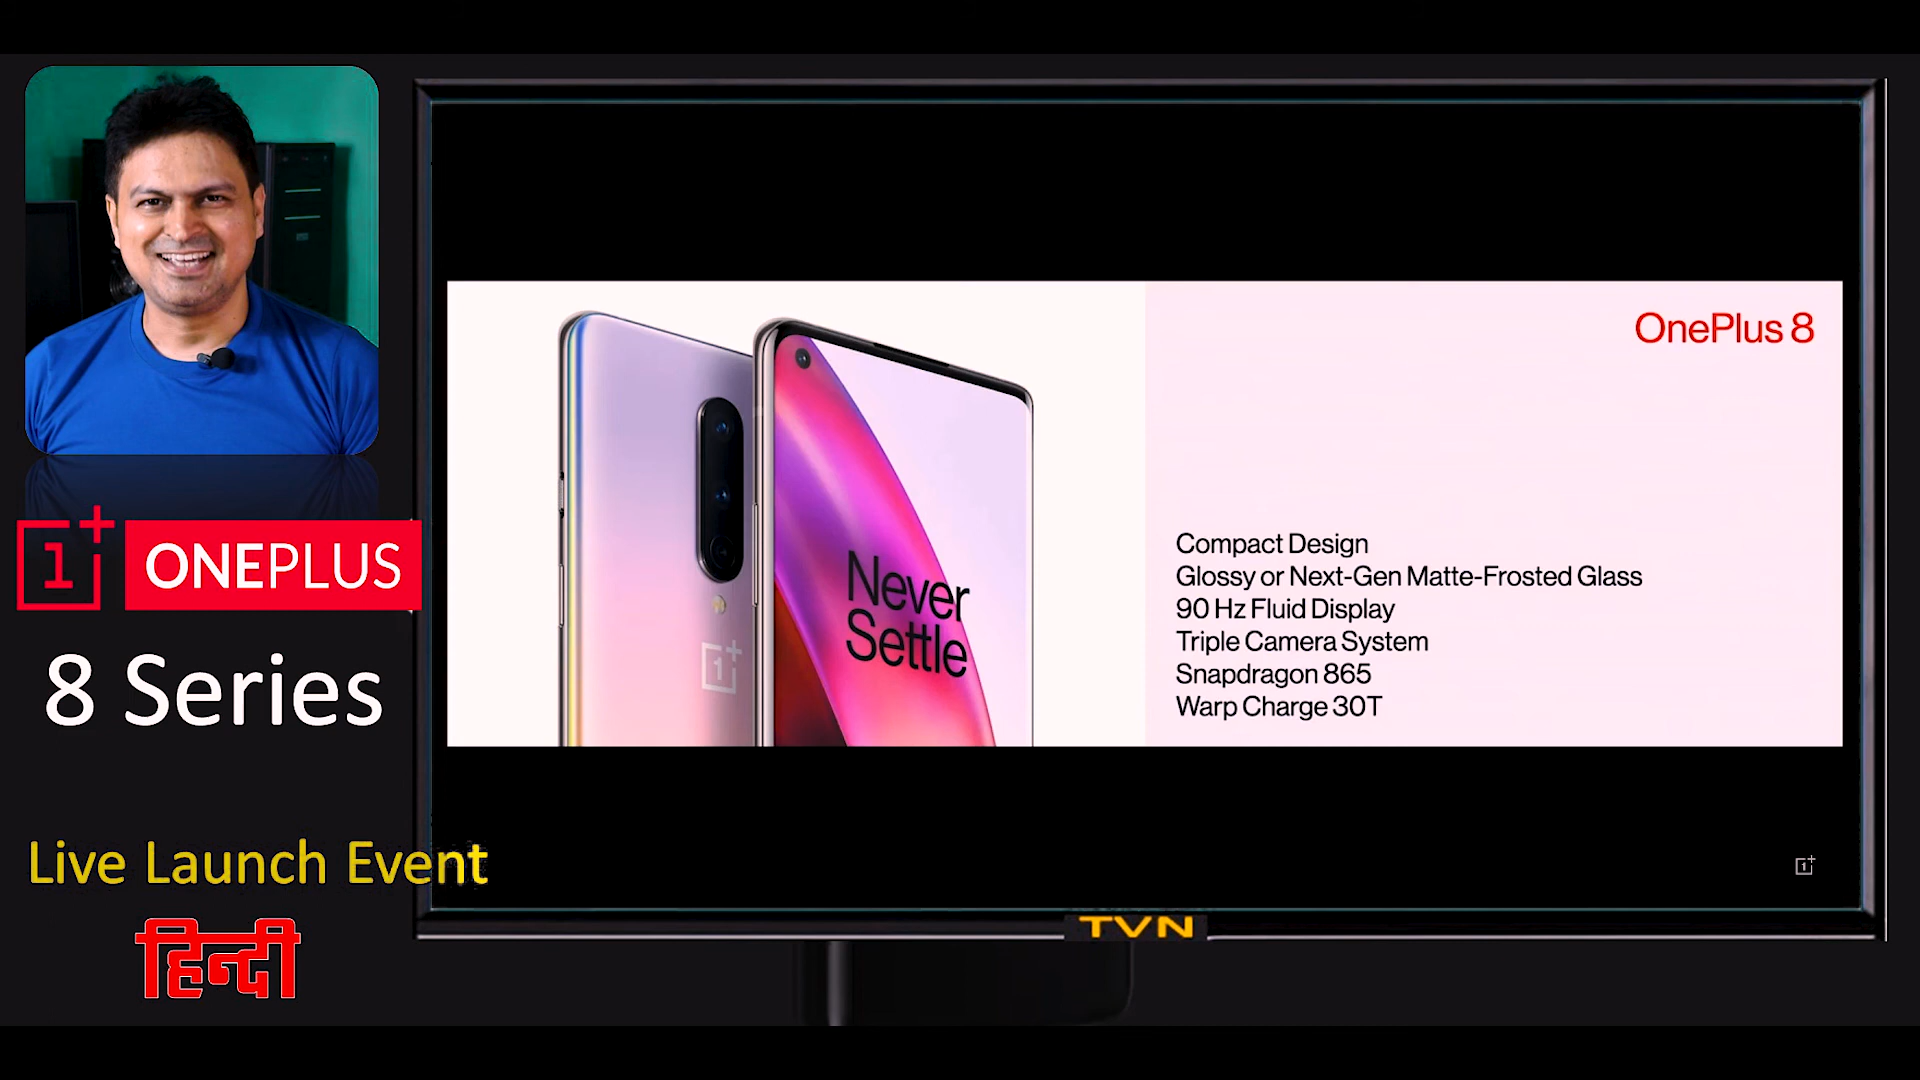 ONEPLUS
8 Series
Live Launch Event
हिन्दी
OnePlus 8
Never
Settle
Compact Design
Glossy or Next-Gen Matte-Frosted Glass
90 Hz Fluid Display
Triple Camera System
Snapdragon 865
Warp Charge 30T
TVN